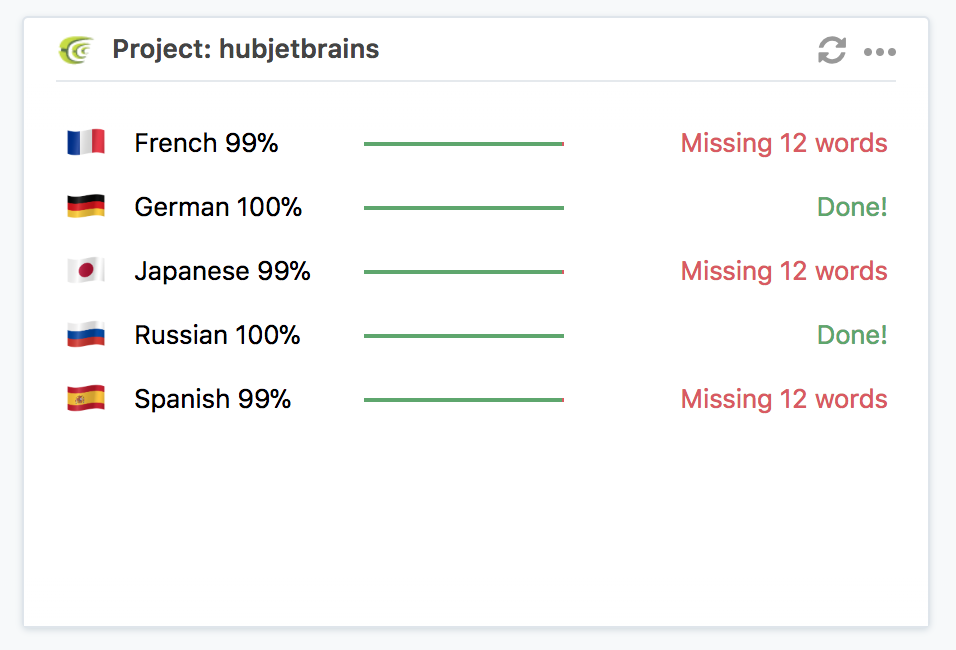 Project: hubjetbrains
French 99% Missing 12 words
German 100% Done!
Japanese 99% Missing 12 words
Russian 100% Done!
Spanish 99% Missing 12 words